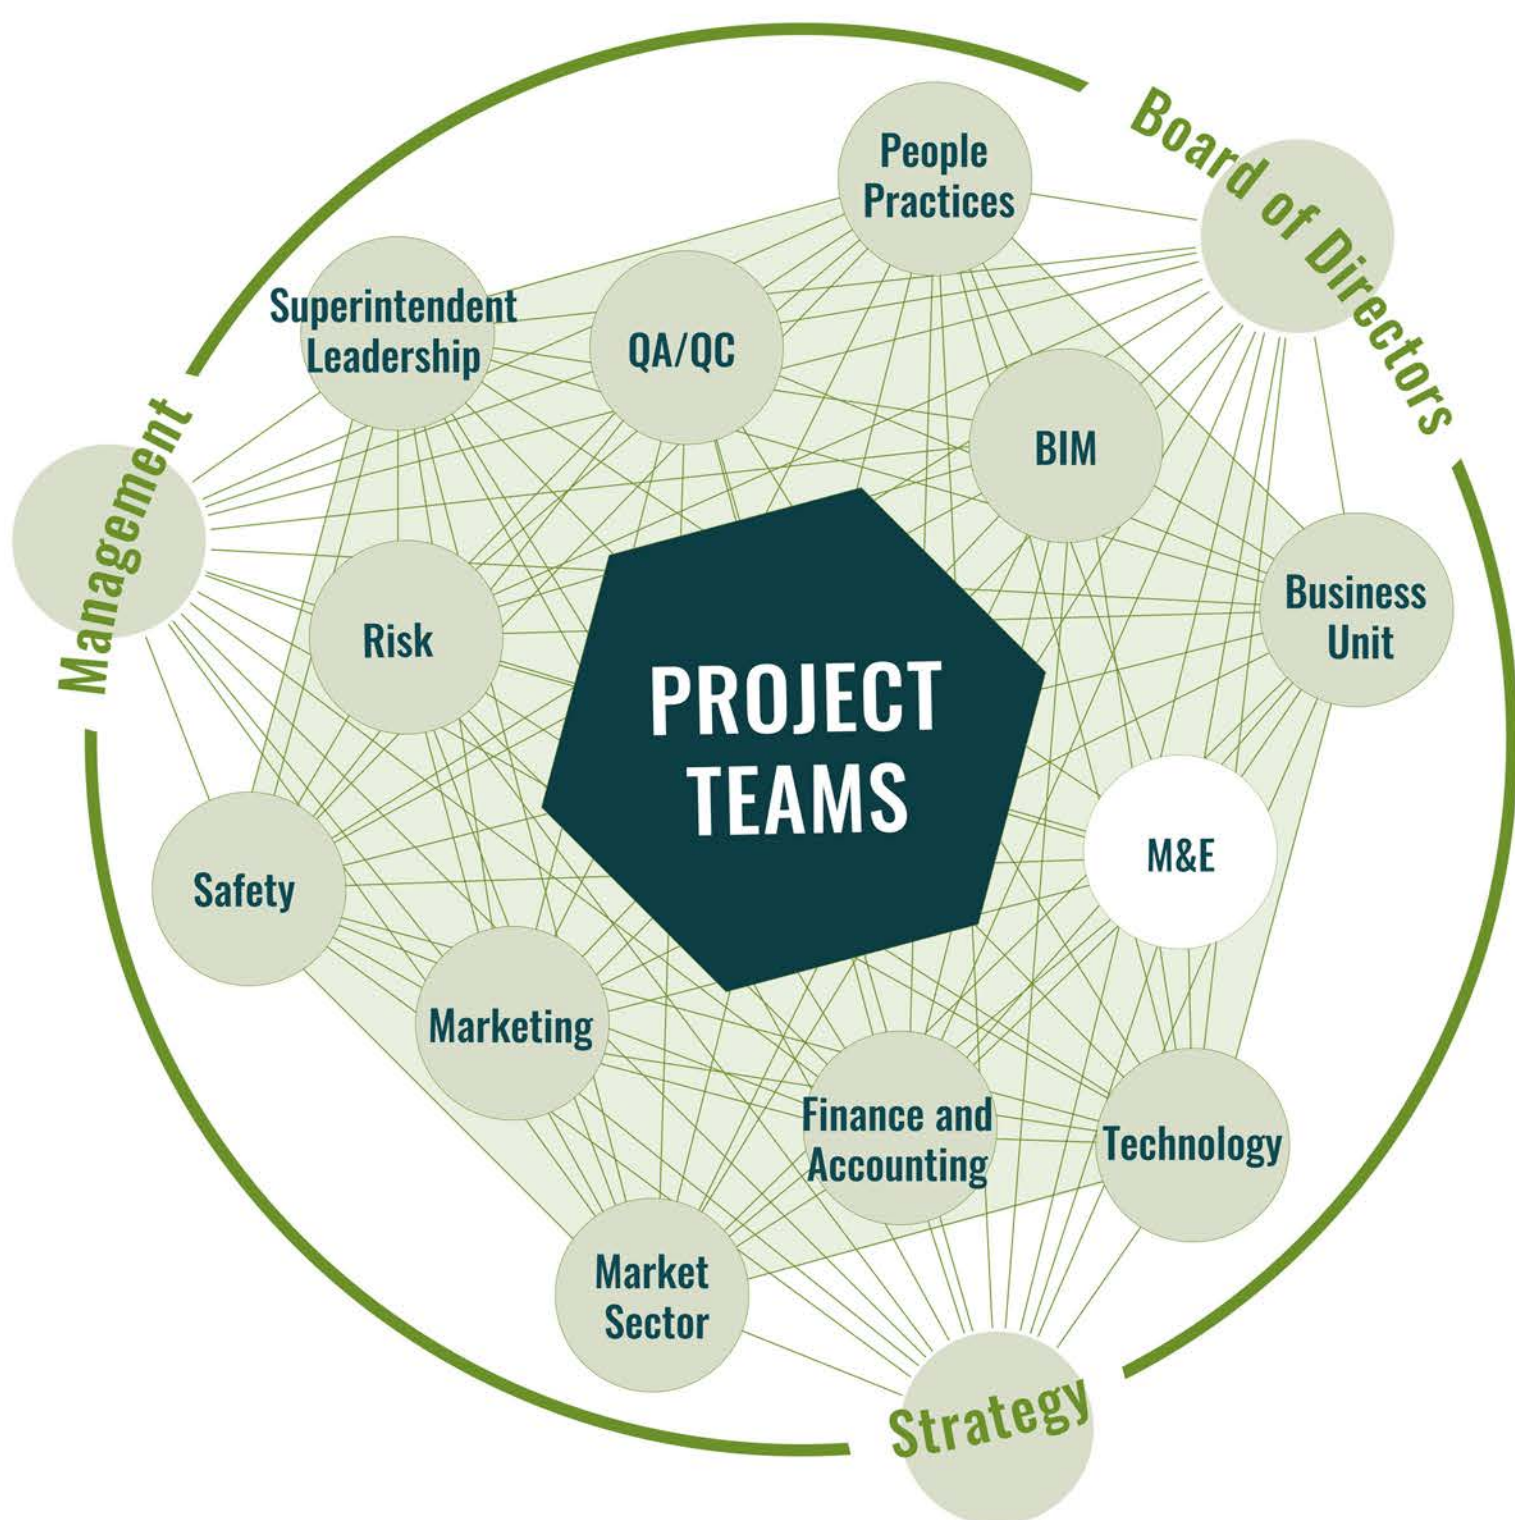 Board of Directors
People
Practices
Superintendent
Leadership
QA/QC
BIM
Management
Business
Unit
Risk
PROJECT
TEAMS
M&E
Safety
Marketing
Finance and
Accounting
Technology
Market
Sector
Strategy